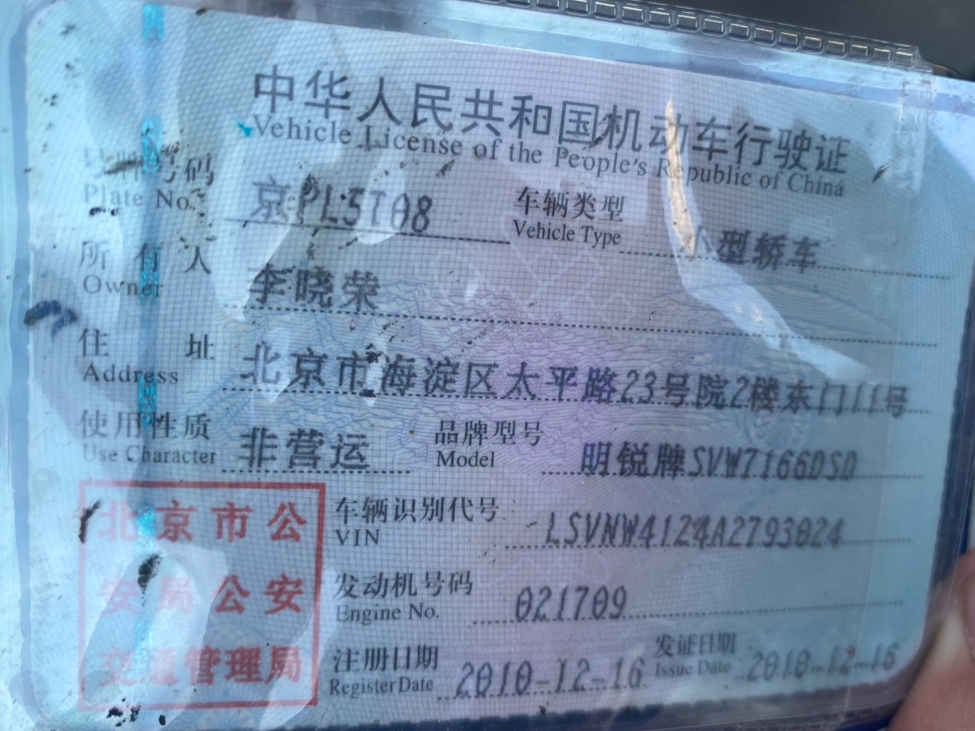 中华人民共和国机动车行驶证
Vehicle License of the People's Republic of China
号牌号码 京PL5T08 车辆类型 小型轿车
Plate No. Vehicle Type
所有人 李晓荣
Owner
住址 北京市海淀区太平路23号院2楼东门11号
Address
使用性质 非营运 品牌型号 明锐牌SVW7166DSD
Use Character Model
北京市公
安局公安
交通管理局
车辆识别代号 LSVNW41Z4A2793024
VIN
发动机号码 021709
Engine No.
注册日期 2010-12-16 发证日期 2010-12-16
Register Date Issue Date